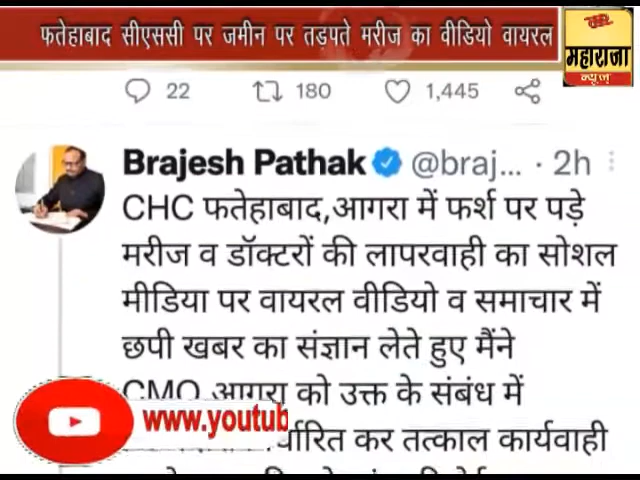 फतेहाबाद सीएससी पर जमीन पर तड़पते मरीज का वीडियो वायरल
महाराजा
न्यूज़
22 180 1,445
Brajesh Pathak @braj... · 2h
CHC फतेहाबाद,आगरा में फर्श पर पड़े
मरीज व डॉक्टरों की लापरवाही का सोशल
मीडिया पर वायरल वीडियो व समाचार में
छपी खबर का संज्ञान लेते हुए मैंने
CMO आगरा को उक्त के संबंध में
र्धारित कर तत्काल कार्यवाही
www.youtub